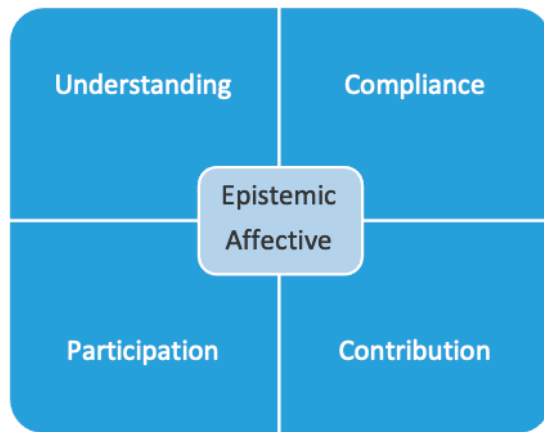 Understanding
Compliance
Epistemic
Affective
Participation
Contribution